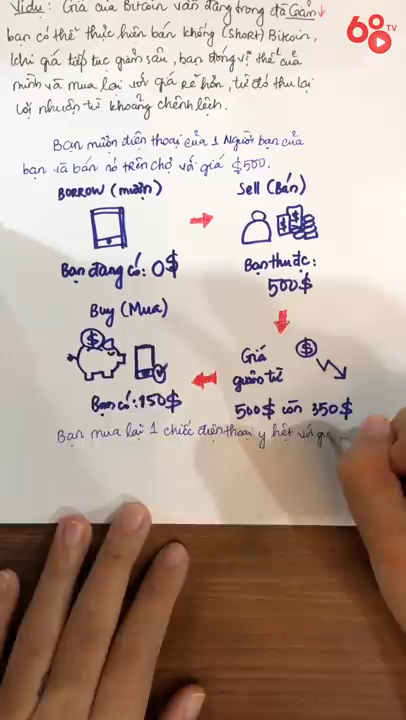 Ví dụ: Giá của Bitcoin vẫn đang trong đà Giảm↓
bạn có thể thực hiện bán khống (Short) Bitcoin,
khi giá tiếp tục giảm sâu, bạn đóng vị thế của
mình và mua lại với giá rẻ hơn, từ đó thu lại
lợi nhuận từ khoảng chênh lệch.
68 TV
Bạn mượn điện thoại của 1 Người bạn của
bạn và bán nó trên chợ với giá $500.
BORROW (mượn)
Sell (Bán)
Bạn đang có: 0$
Bạn thu được:
500$
Buy (Mua)
Giá
giảm từ
500$ còn 350$
Bạn có: 150$
Bạn mua lại 1 chiếc điện thoại y hệt với